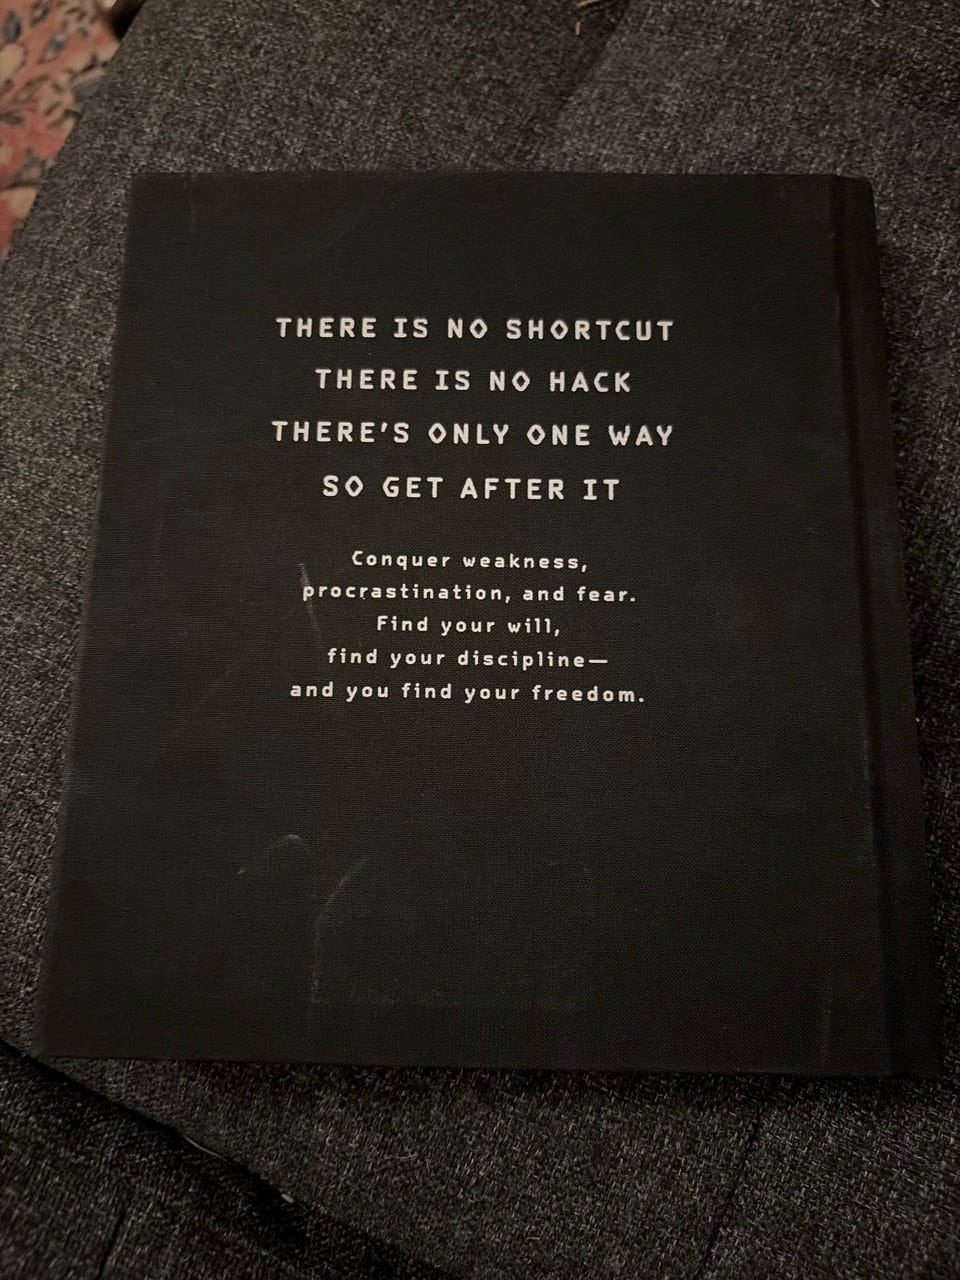 THERE IS NO SHORTCUT
THERE IS NO HACK
THERE'S ONLY ONE WAY
SO GET AFTER IT
Conquer weakness,
procrastination, and fear.
Find your will,
find your discipline—
and you find your freedom.